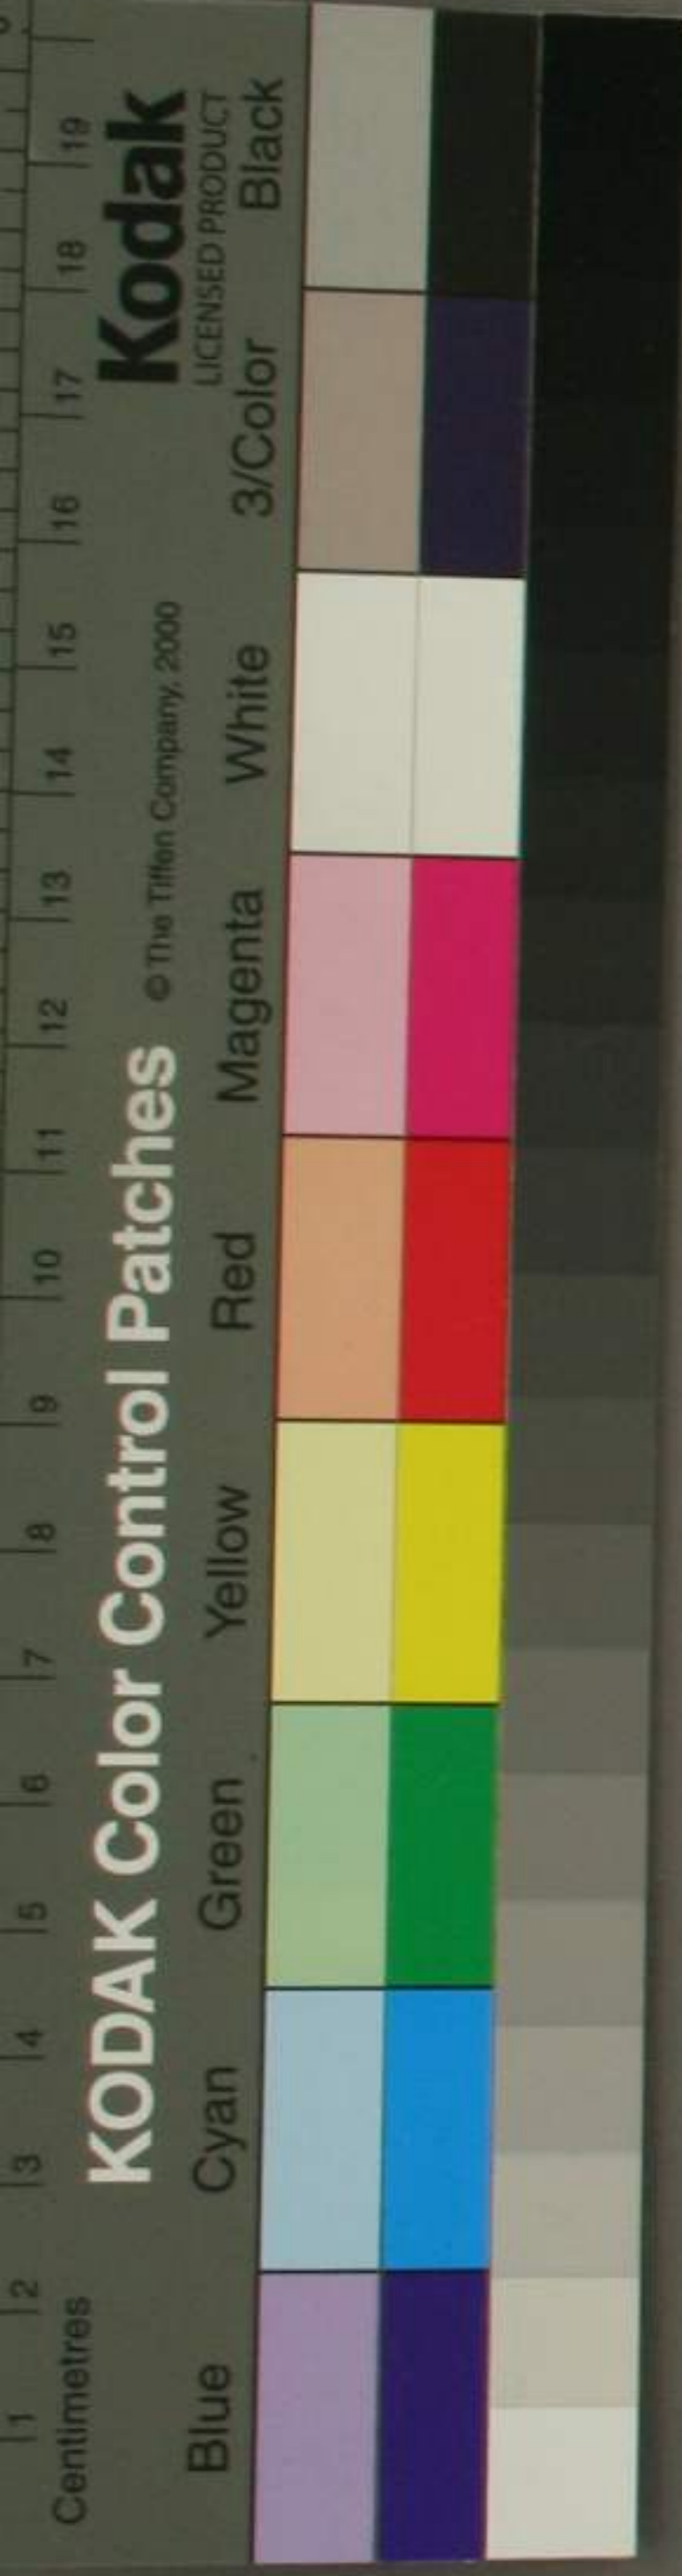 Centimetres
1 2 3 4 5 6 7 8 9 10 11 12 13 14 15 16 17 18 19
KODAK Color Control Patches
© The Tiffen Company, 2000
Kodak
LICENSED PRODUCT
Blue Cyan Green Yellow Red Magenta White 3/Color Black